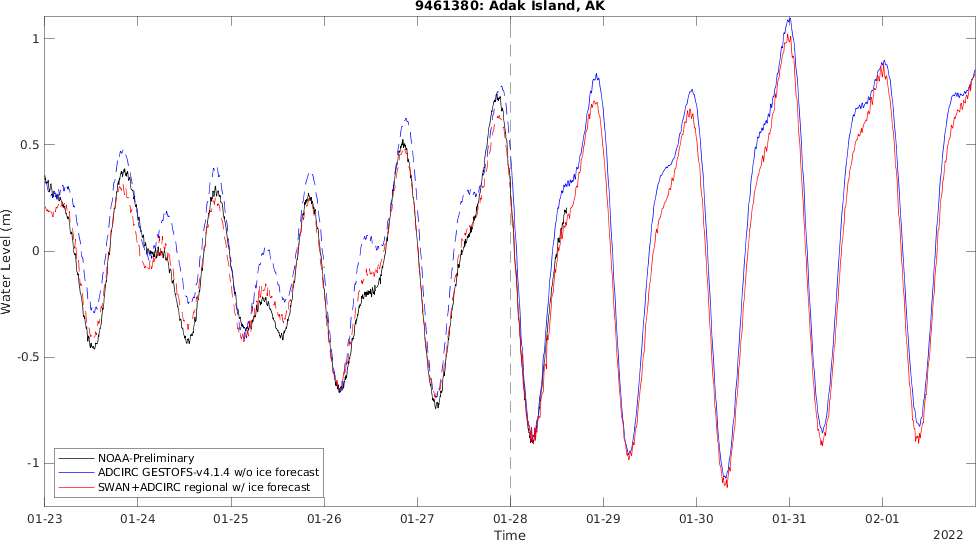 9461380: Adak Island, AK
Water Level (m)
1
0.5
0
-0.5
-1
NOAA-Preliminary
ADCIRC GESTOFS-v4.1.4 w/o ice forecast
SWAN+ADCIRC regional w/ ice forecast
01-23 01-24 01-25 01-26 01-27 01-28 01-29 01-30 01-31 02-01
Time
2022